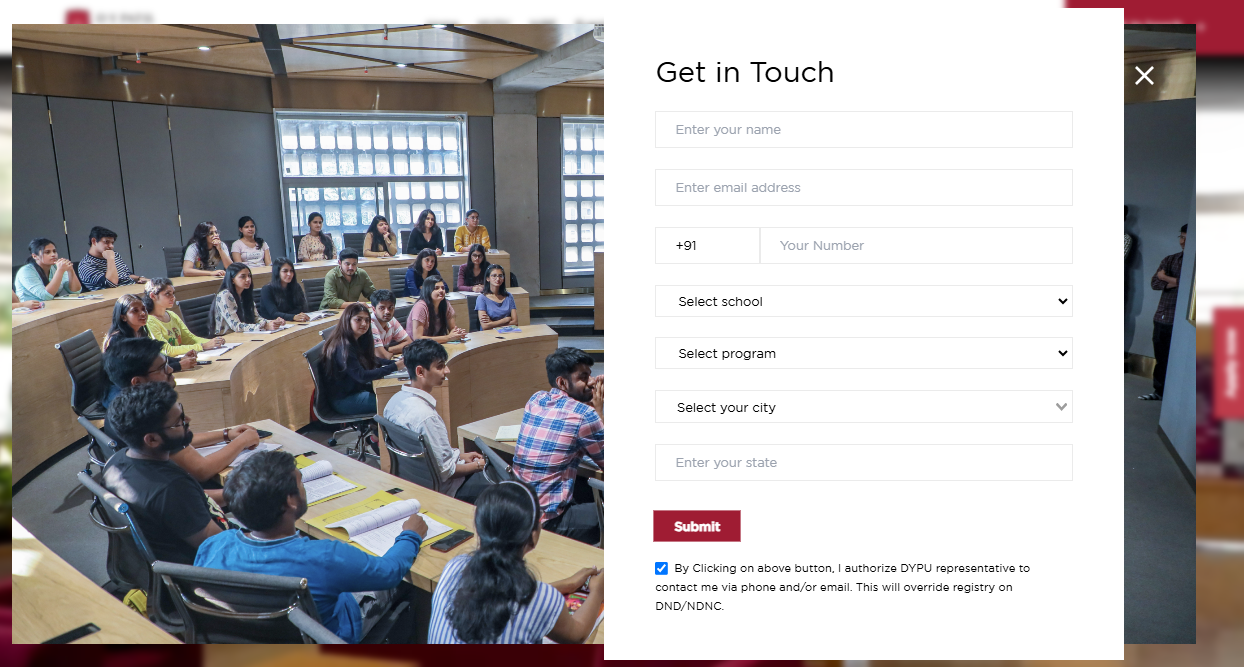 Get in Touch
Enter your name
Enter email address
+91 Your Number
Select school
Select program
Select your city
Enter your state
Submit
By Clicking on above button, I authorize DYPU representative to
contact me via phone and/or email. This will override registry on
DND/NDNC.